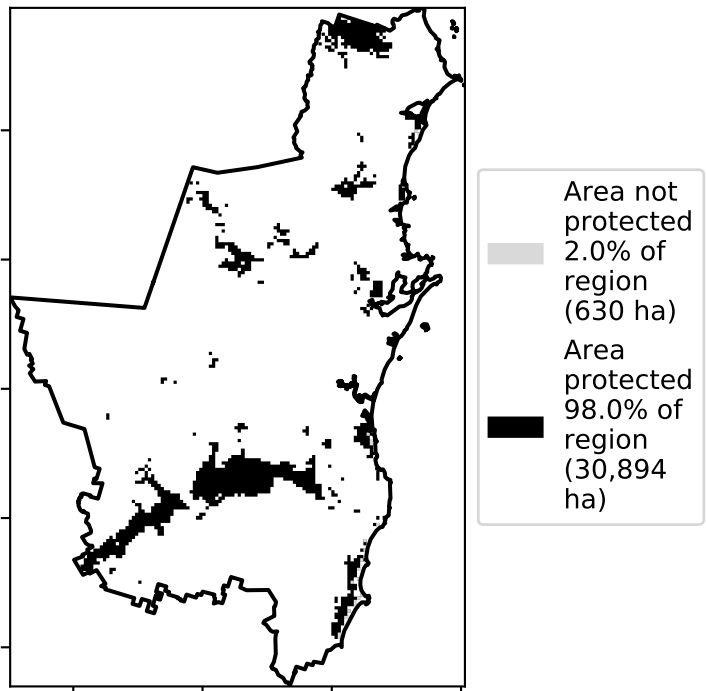 Area not
protected
2.0% of
region
(630 ha)
Area
protected
98.0% of
region
(30,894
ha)